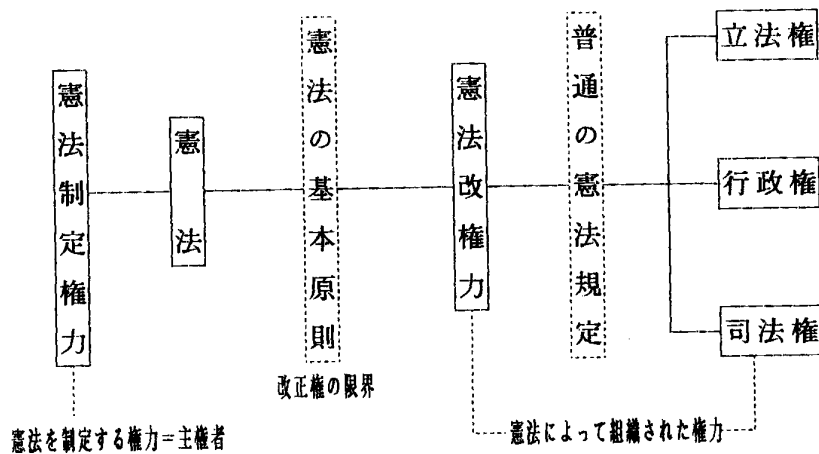 憲法制定権力
憲法
憲法の基本原則
憲法改権力
普通の憲法規定
立法権
行政権
司法権
改正権の限界
憲法を制定する権力=主権者
憲法によって組織された権力